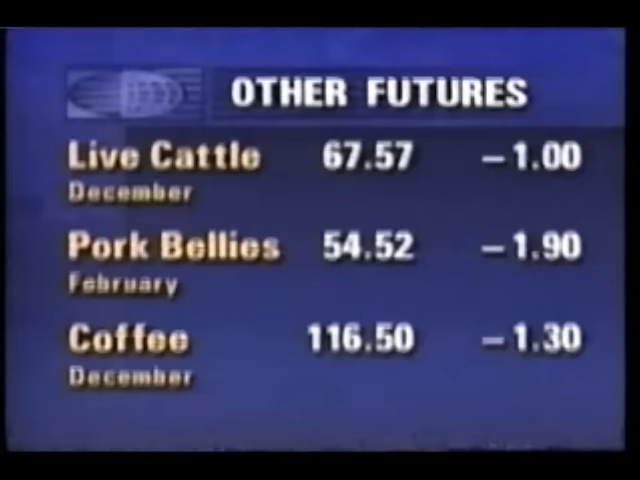 OTHER FUTURES
Live Cattle 67.57 –1.00
December
Pork Bellies 54.52 –1.90
February
Coffee 116.50 –1.30
December